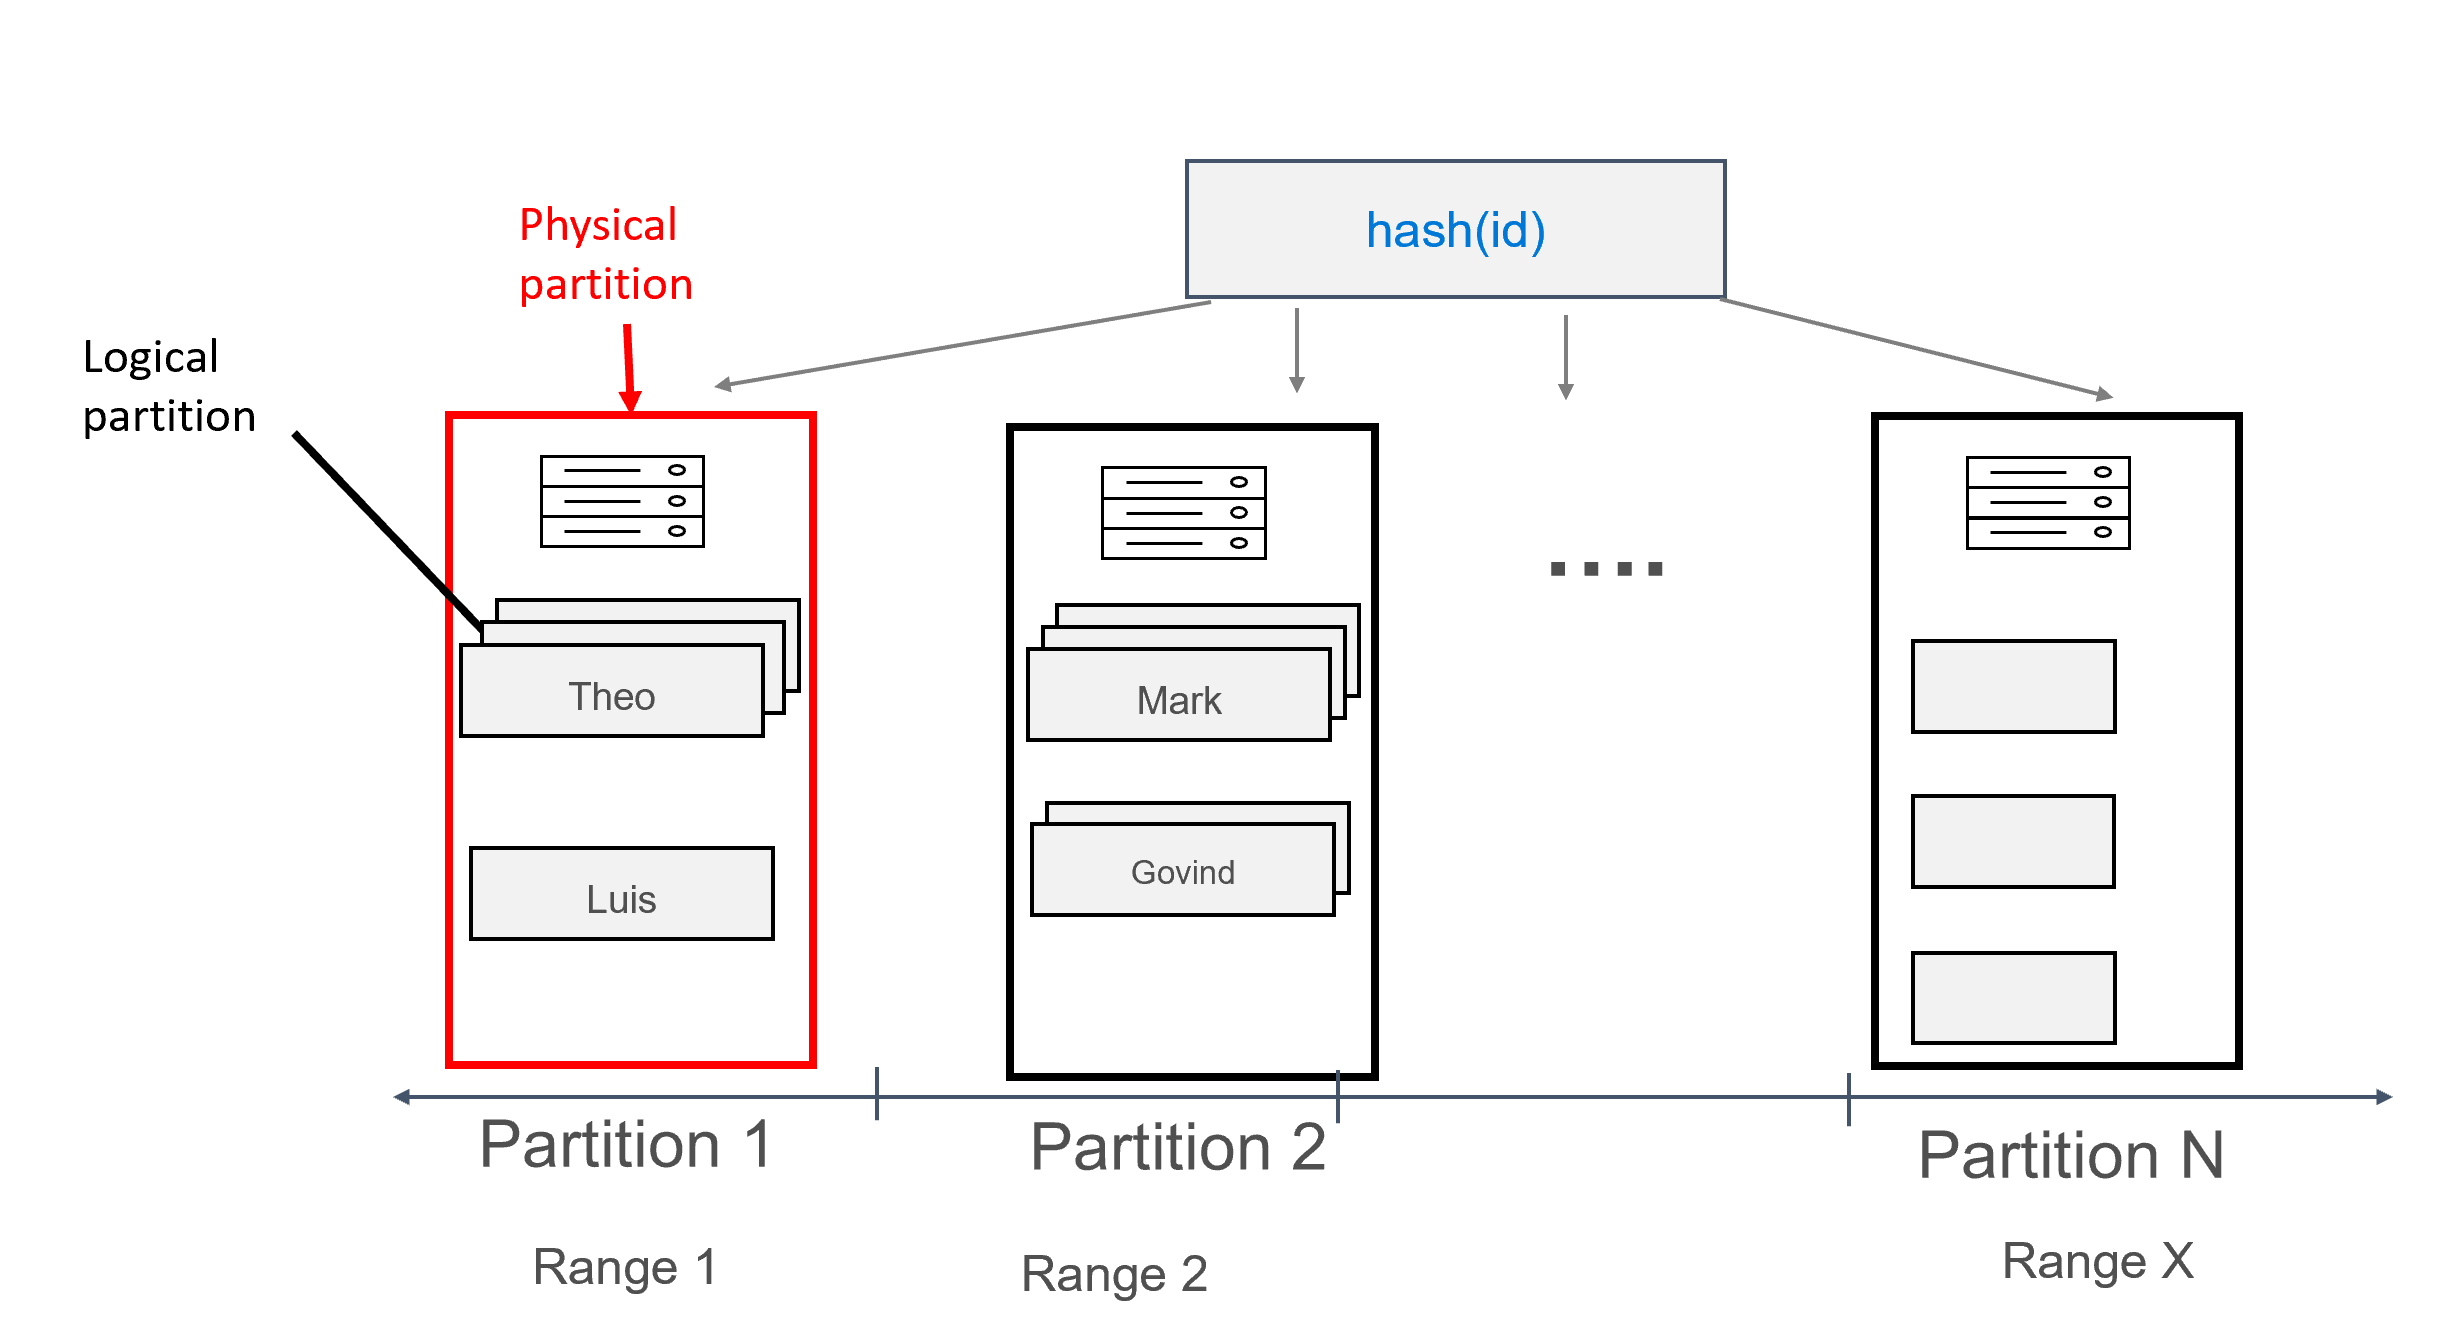 hash(id)
Physical
partition
Logical
partition
Theo
Mark
Govind
Luis
....
Partition 1
Partition 2
Partition N
Range 1
Range 2
Range X